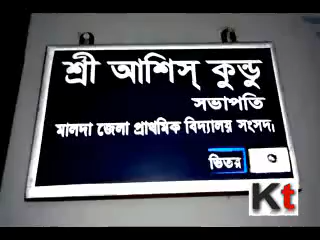 শ্রী আশিস্ কুন্ডু
সভাপতি
মালদা জেলা প্রাথমিক বিদ্যালয় সংসদ।
ভিতর
Kt